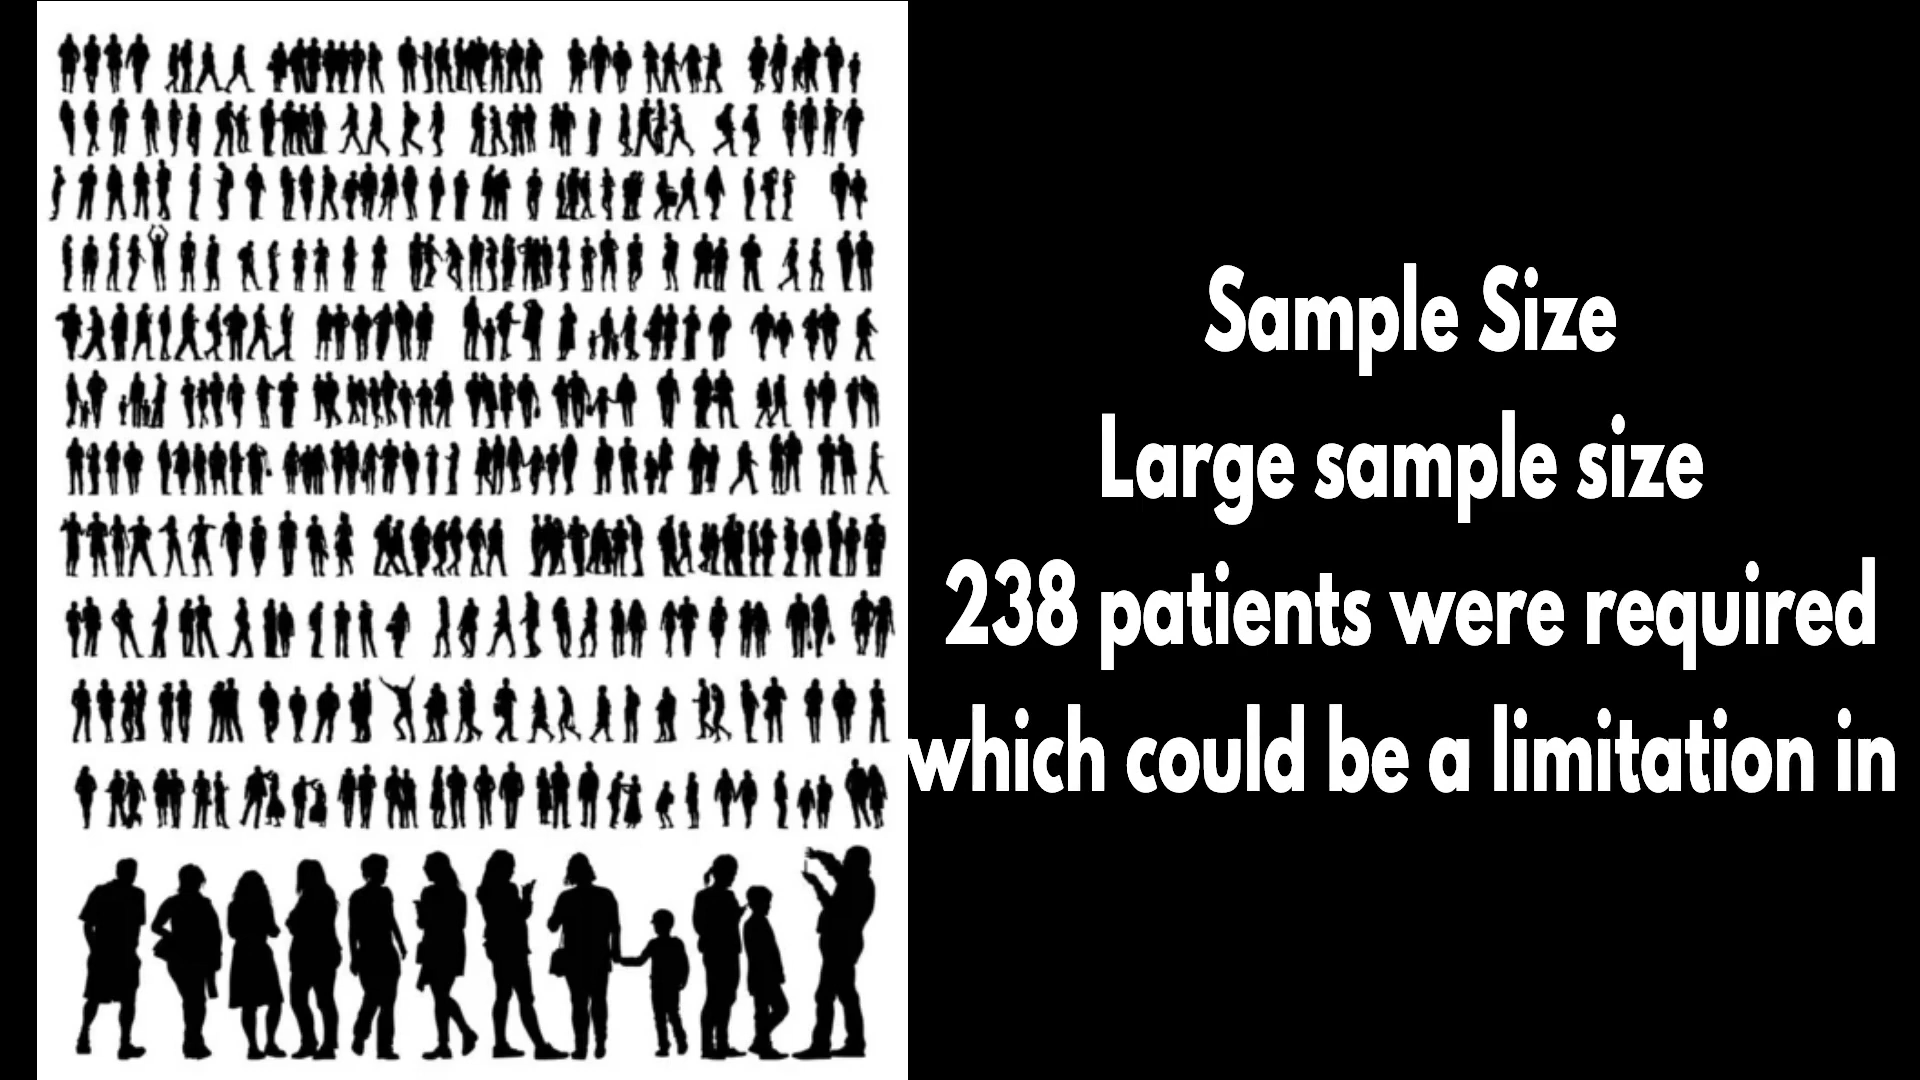 Sample Size
Large sample size
238 patients were required
which could be a limitation in